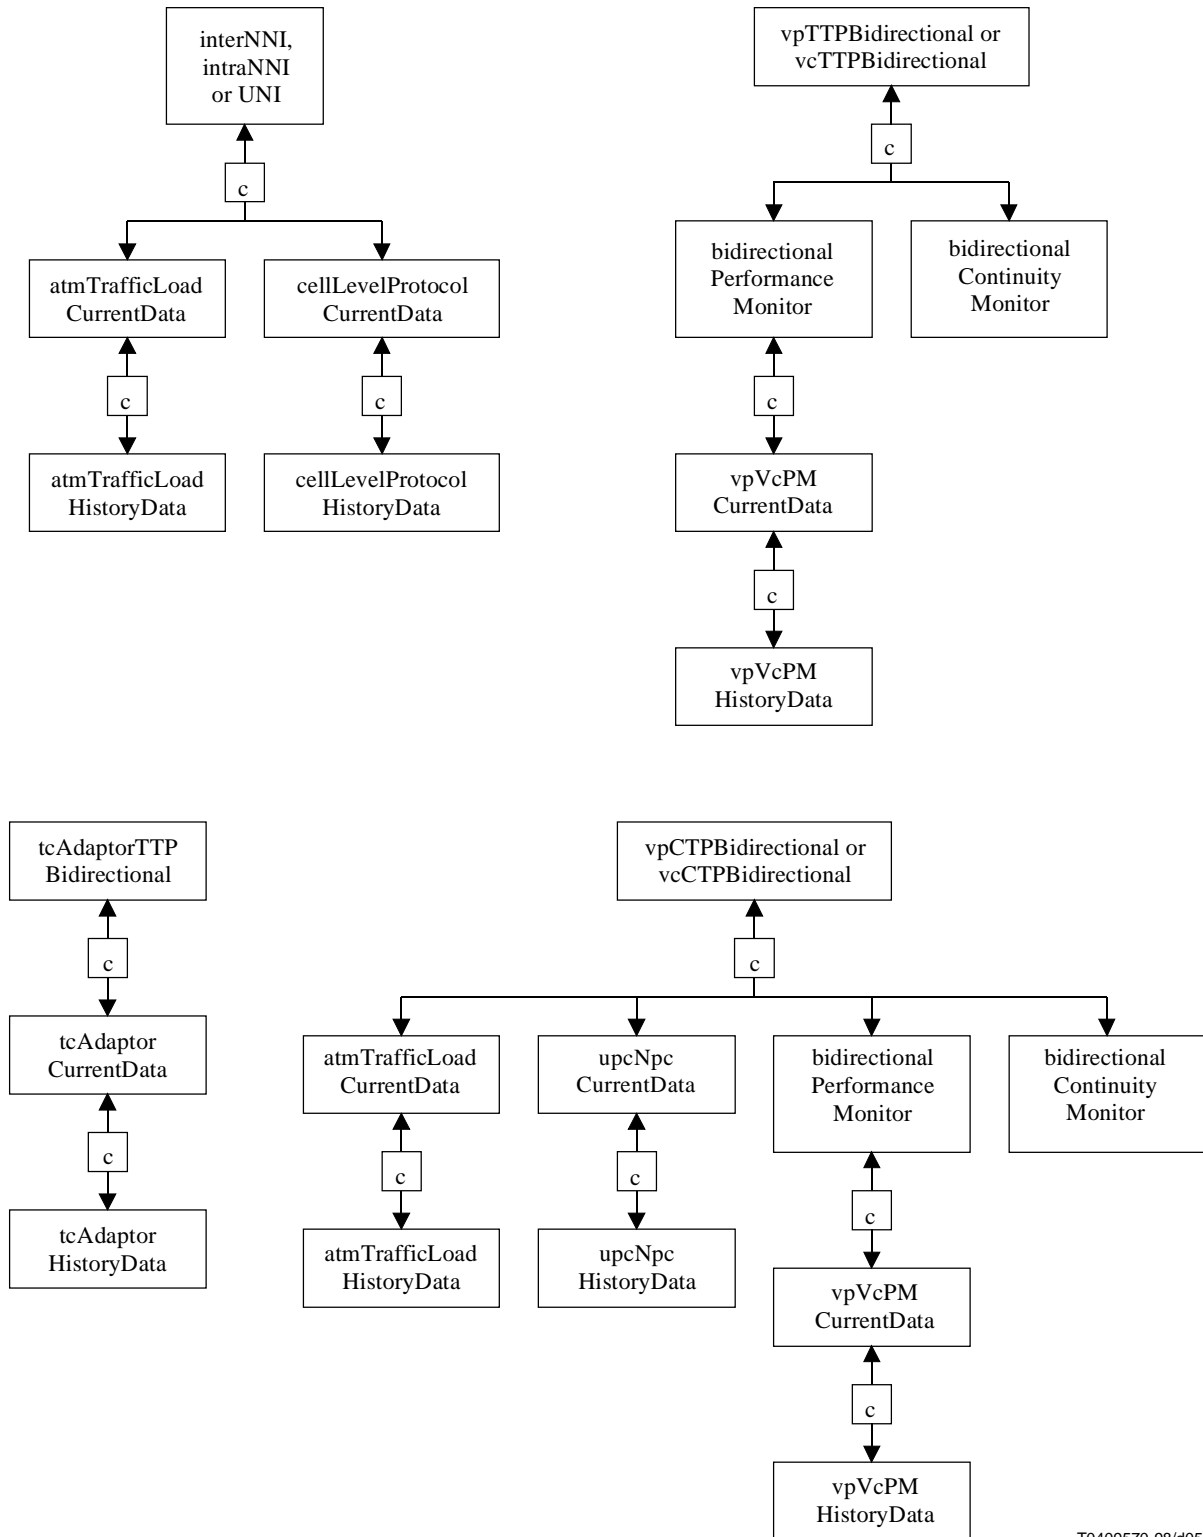 interNNI,
intraNNI
or UNI
c
atmTrafficLoad
CurrentData
cellLevelProtocol
CurrentData
c
c
atmTrafficLoad
HistoryData
cellLevelProtocol
HistoryData
vpTTPBidirectional or
vcTTPBidirectional
c
bidirectional
Performance
Monitor
bidirectional
Continuity
Monitor
c
vpVcPM
CurrentData
c
vpVcPM
HistoryData
tcAdaptorTTP
Bidirectional
c
tcAdaptor
CurrentData
c
tcAdaptor
HistoryData
vpCTPBidirectional or
vcCTPBidirectional
c
atmTrafficLoad
CurrentData
upcNpc
CurrentData
bidirectional
Performance
Monitor
bidirectional
Continuity
Monitor
c
c
c
atmTrafficLoad
HistoryData
upcNpc
HistoryData
vpVcPM
CurrentData
c
vpVcPM
HistoryData